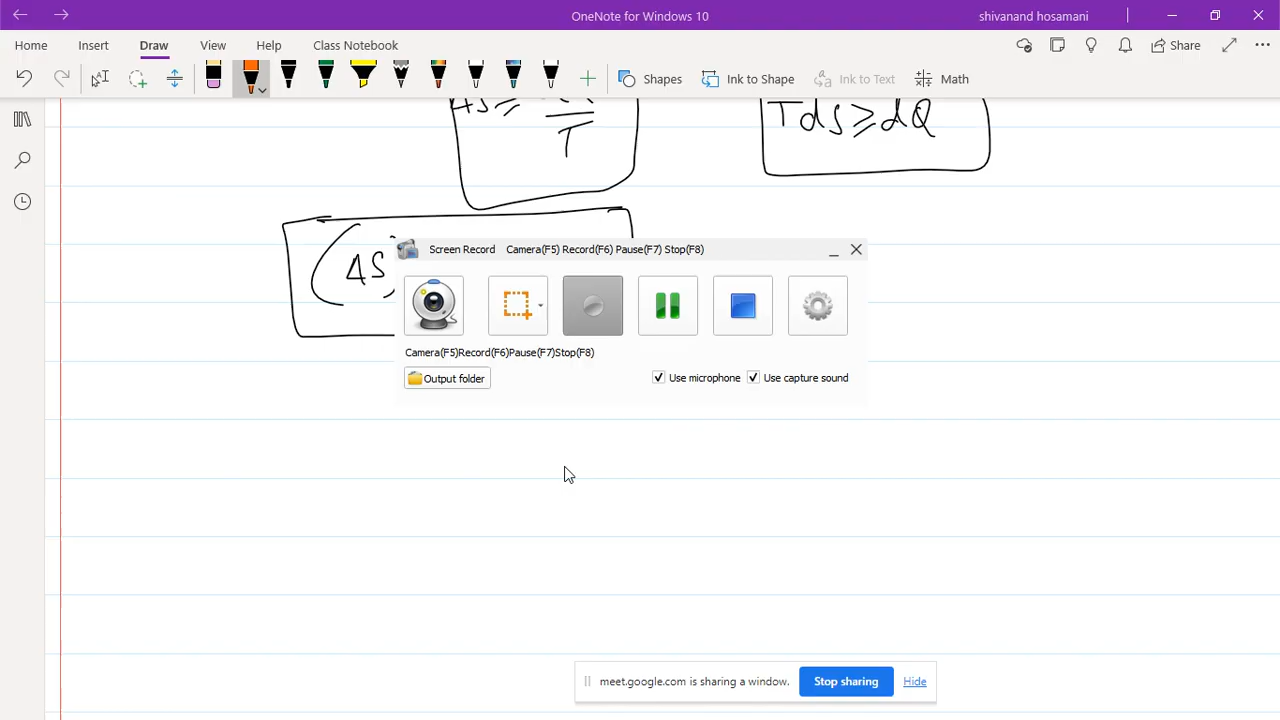 OneNote for Windows 10
shivanand hosamani
Home Insert Draw View Help Class Notebook
Share
Shapes Ink to Shape Ink to Text Math
T
Tds≥dQ
(ΔS)
Screen Record Camera(F5) Record(F6) Pause(F7) Stop(F8)
Camera(F5)Record(F6)Pause(F7)Stop(F8)
Output folder
Use microphone
Use capture sound
meet.google.com is sharing a window. Stop sharing Hide